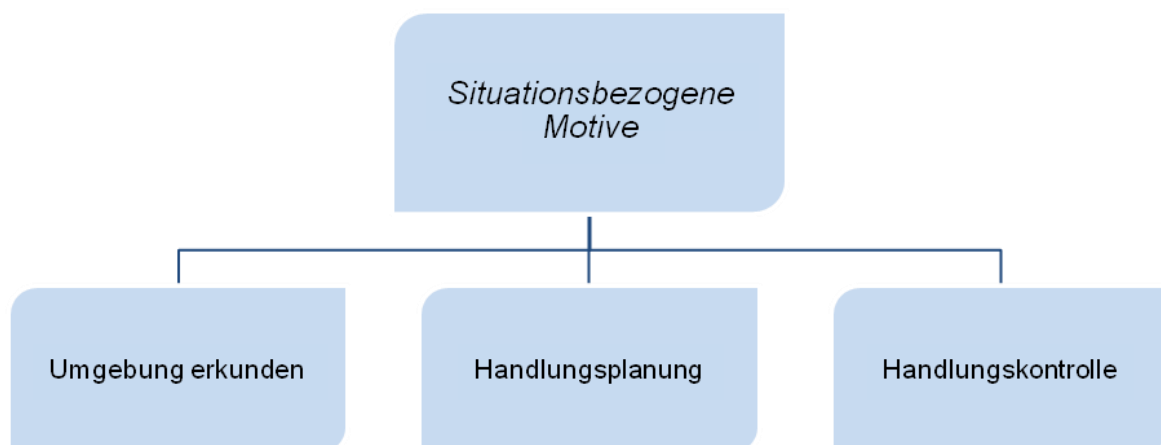 Situationsbezogene
Motive
Umgebung erkunden
Handlungsplanung
Handlungskontrolle